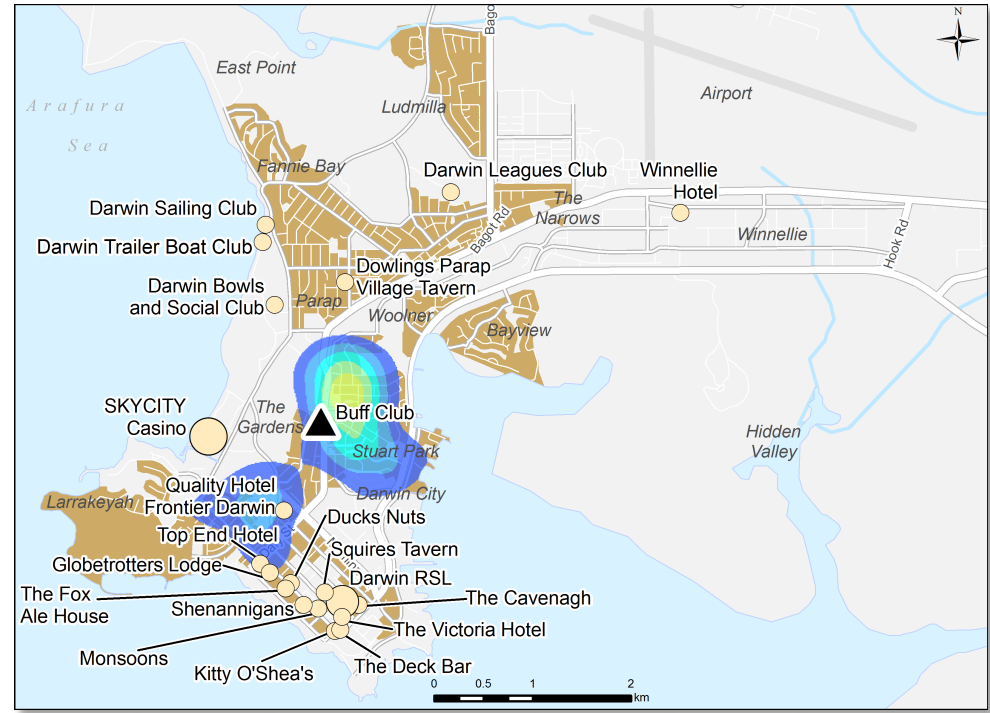 N
Bago
East Point
Arafura
Sea
Ludmilla
Airport
Fannie Bay
Darwin Leagues Club
Winnellie
Hotel
The
Narrows
Darwin Sailing Club
Bagot Rd
Winnellie
Hook Rd
Darwin Trailer Boat Club
Dowlings Parap
Village Tavern
Darwin Bowls
and Social Club
Parap
Woolner
Bayview
SKYCITY
Casino
The
Gardens
Buff Club
Stuart Park
Hidden
Valley
Quality Hotel
Frontier Darwin
Darwin City
Larrakeyah
Ducks Nuts
Top End Hotel
Squires Tavern
Globetrotters Lodge
Darwin RSL
The Fox
Ale House
Shenannigans
The Cavenagh
The Victoria Hotel
Monsoons
Kitty O'Shea's
The Deck Bar
0 0.5 1 2
km